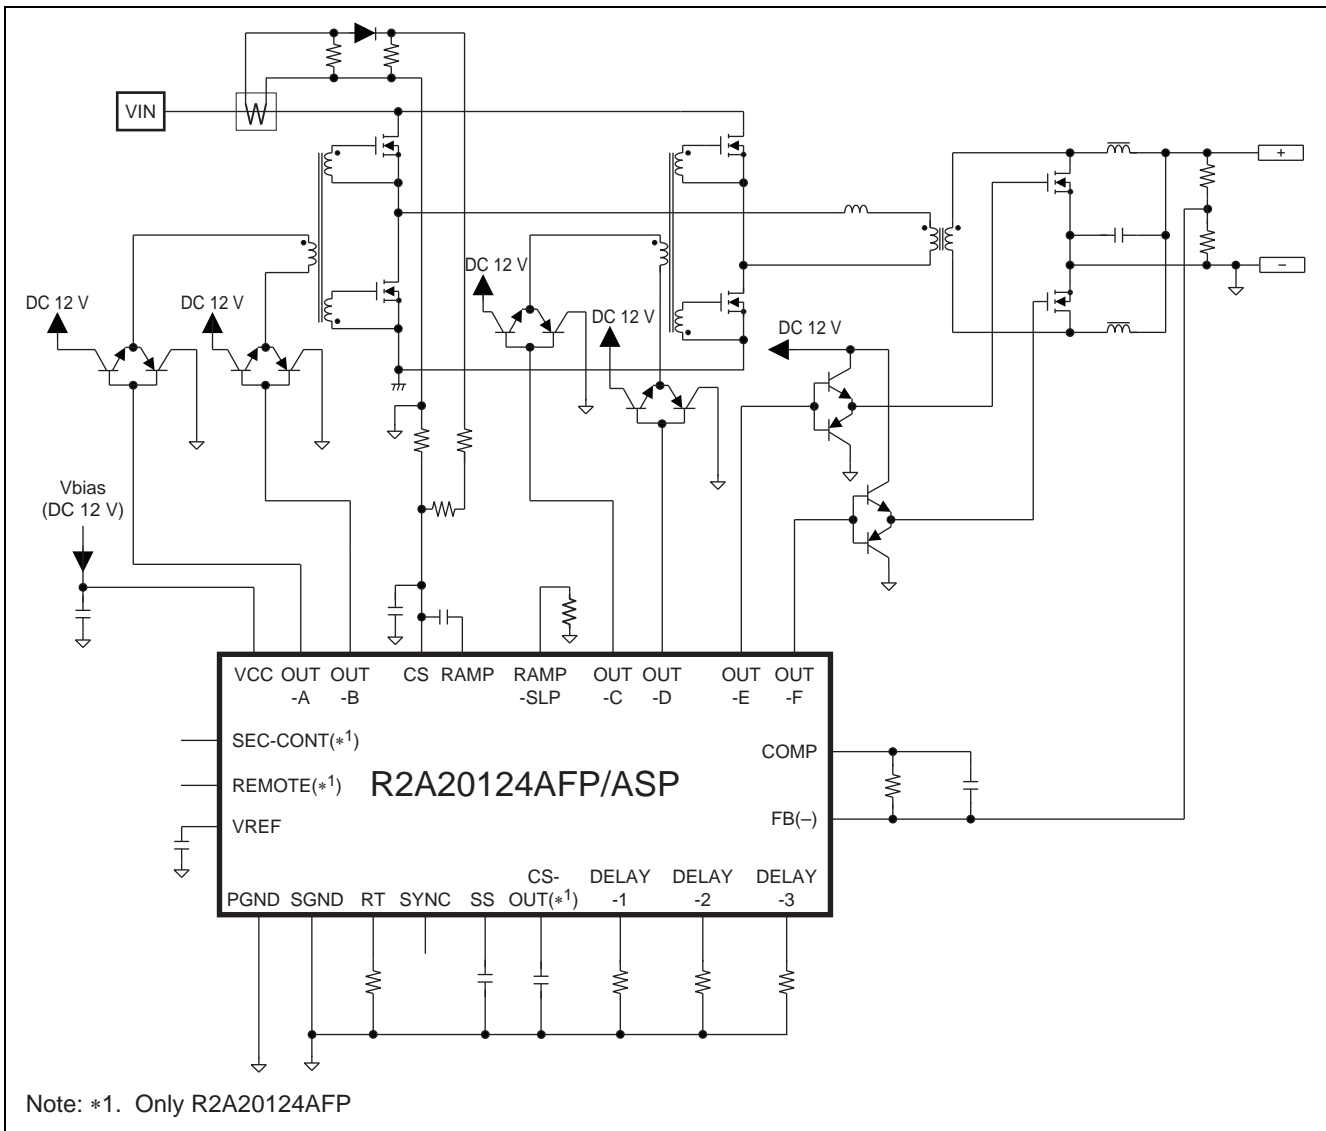 VIN
+
−
DC 12 V
DC 12 V
DC 12 V
DC 12 V
DC 12 V
Vbias
(DC 12 V)
VCC
OUT
-A
OUT
-B
CS
RAMP
RAMP
-SLP
OUT
-C
OUT
-D
OUT
-E
OUT
-F
SEC-CONT(*1)
REMOTE(*1)
VREF
R2A20124AFP/ASP
COMP
FB(–)
PGND
SGND
RT
SYNC
SS
CS-
OUT(*1)
DELAY
-1
DELAY
-2
DELAY
-3
Note: *1. Only R2A20124AFP